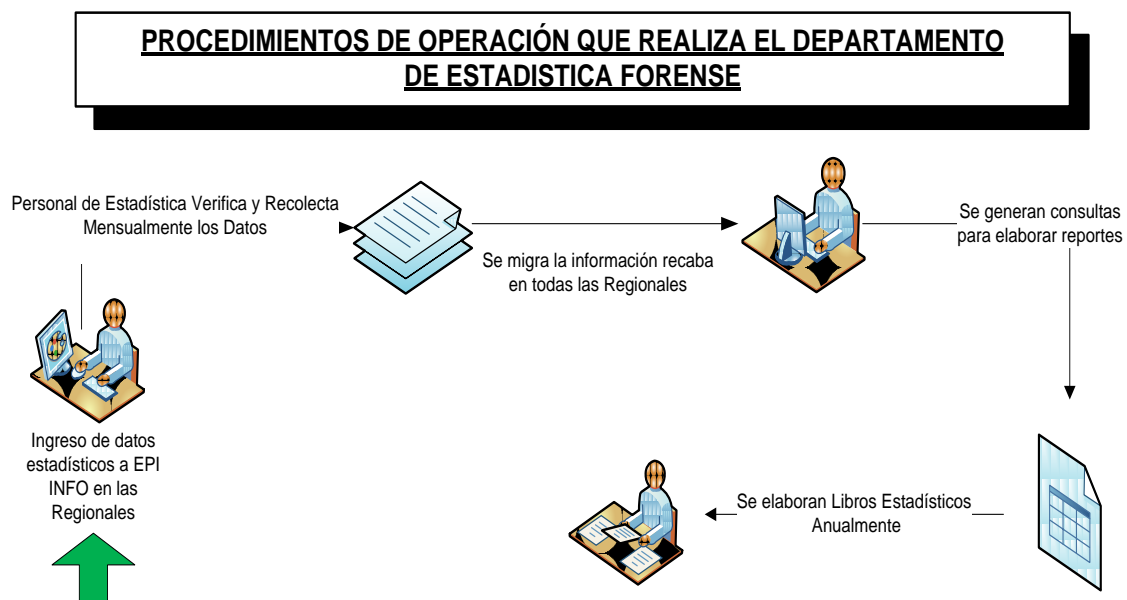 PROCEDIMIENTOS DE OPERACIÓN QUE REALIZA EL DEPARTAMENTO
DE ESTADISTICA FORENSE
Personal de Estadística Verifica y Recolecta
Mensualmente los Datos
Se migra la información recaba
en todas las Regionales
Se generan consultas
para elaborar reportes
Ingreso de datos
estadísticos a EPI
INFO en las
Regionales
Se elaboran Libros Estadísticos
Anualmente